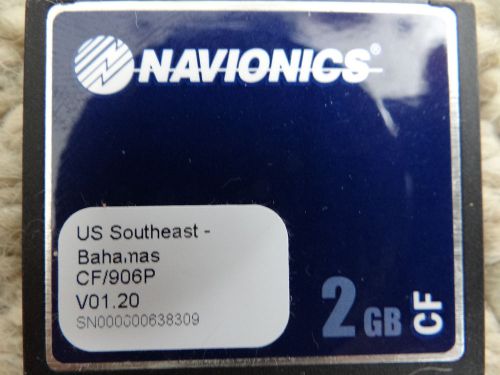 NAVIONICS®
US Southeast -
Bahamas
CF/906P
V01.20
SN000000638309
2 GB CF